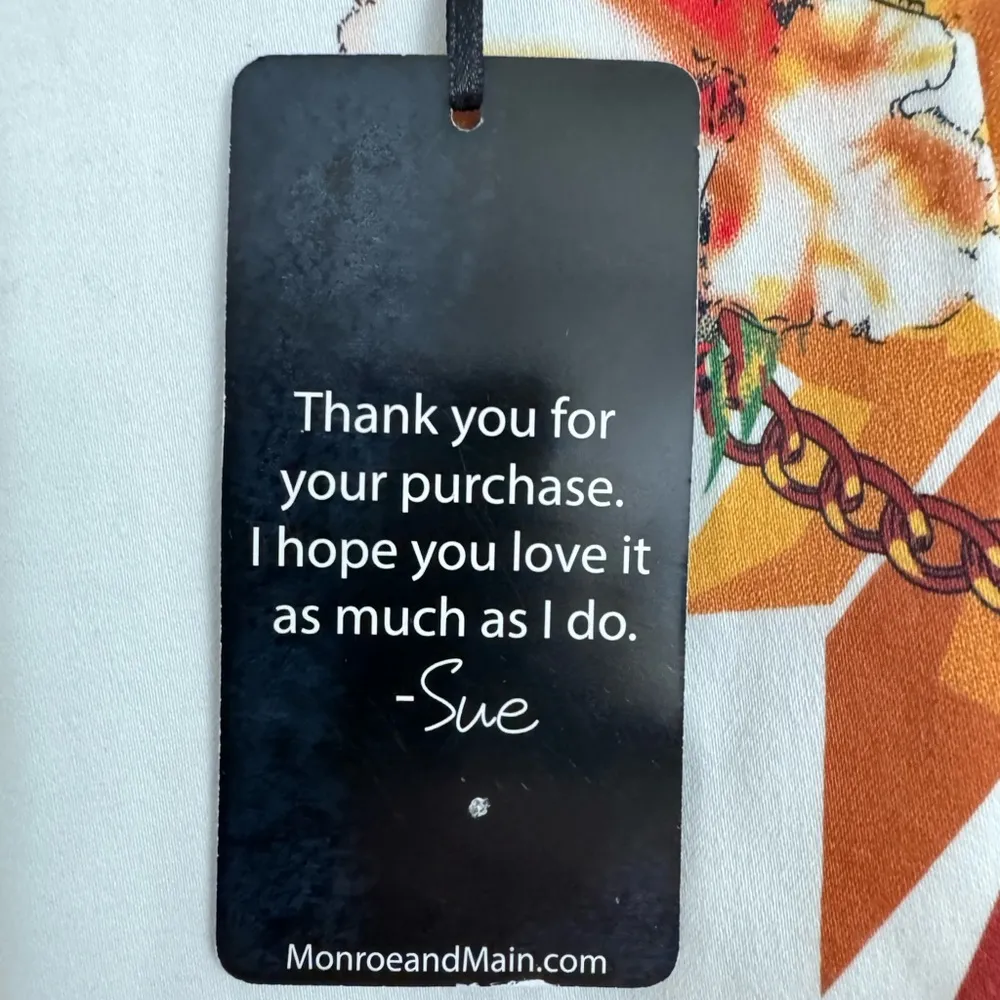 Thank you for
your purchase.
I hope you love it
as much as I do.
-Sue
MonroeandMain.com